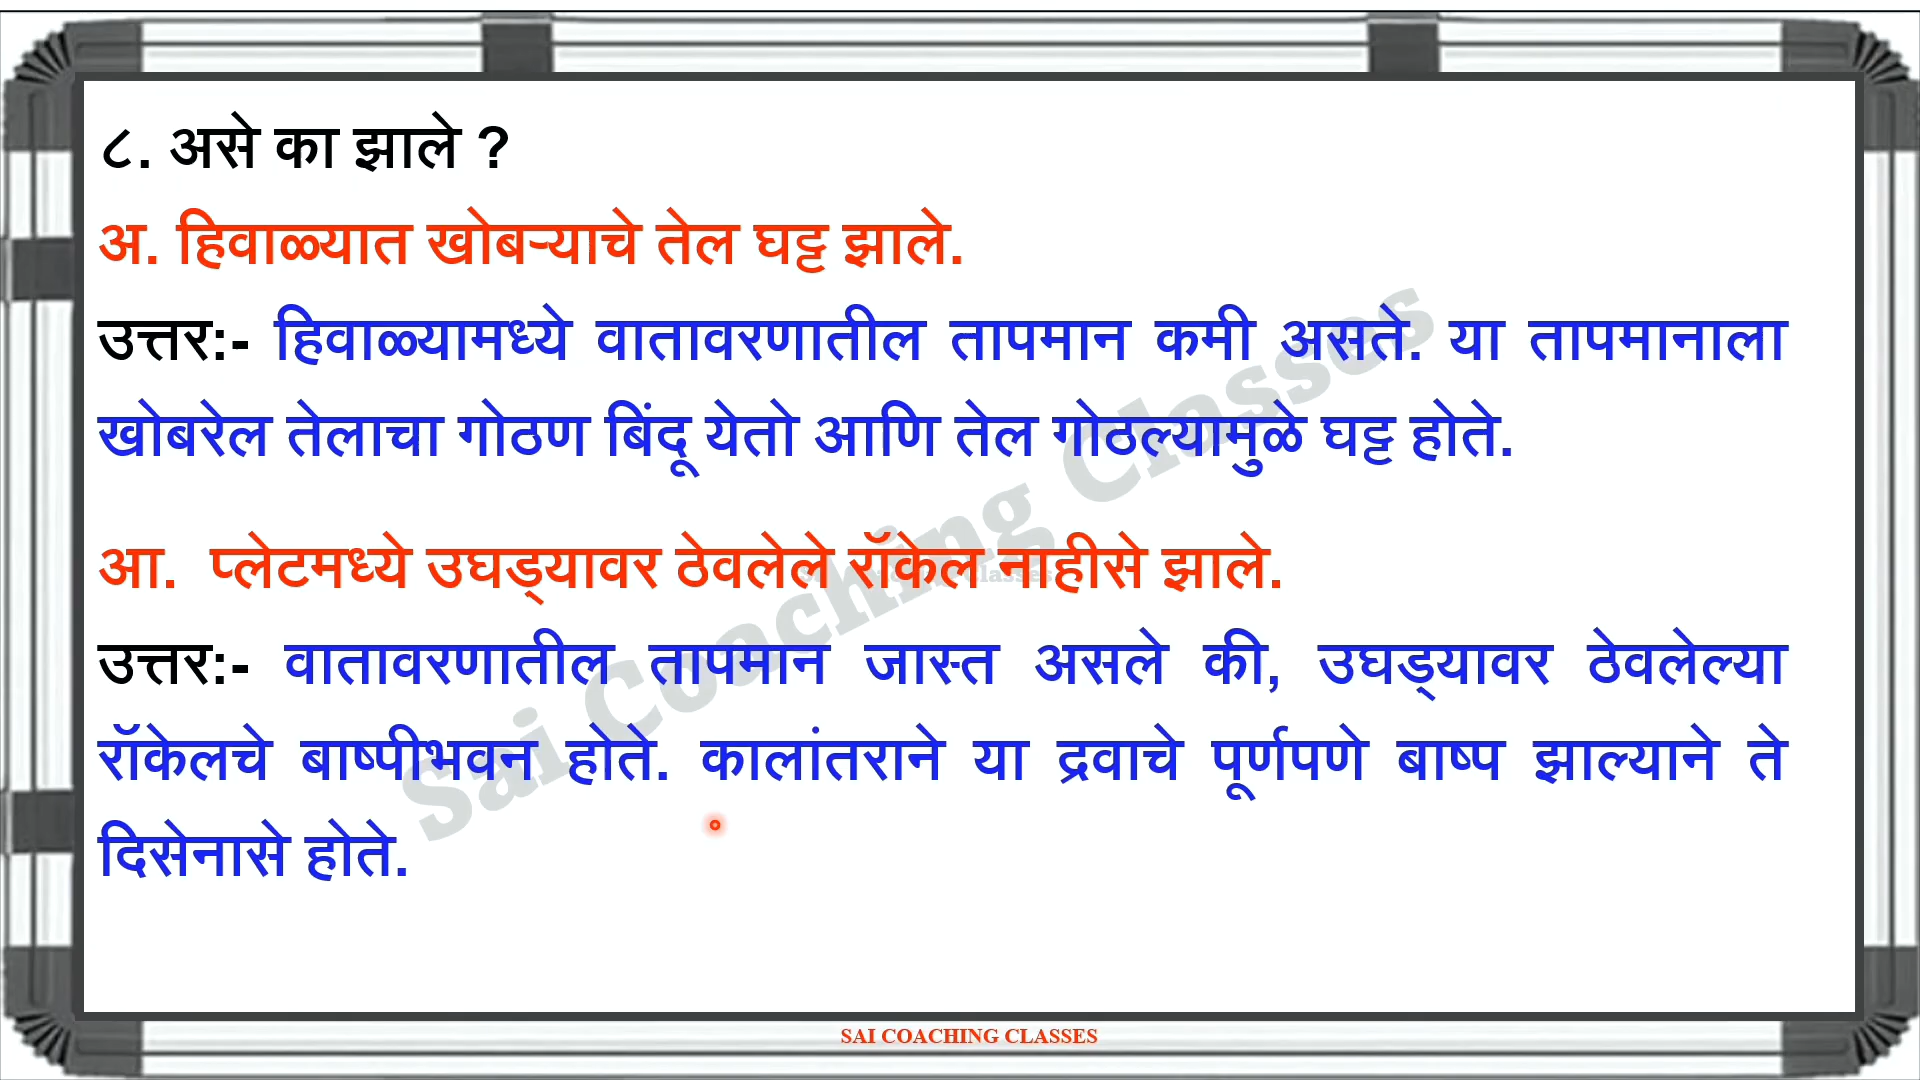 ८. असे का झाले ?
अ. हिवाळ्यात खोबऱ्याचे तेल घट्ट झाले.
उत्तर:- हिवाळ्यामध्ये वातावरणातील तापमान कमी असते. या तापमानाला
खोबरेल तेलाचा गोठण बिंदू येतो आणि तेल गोठल्यामुळे घट्ट होते.
आ. प्लेटमध्ये उघड्यावर ठेवलेले रॉकेल नाहीसे झाले.
उत्तर:- वातावरणातील तापमान जास्त असले की, उघड्यावर ठेवलेल्या
रॉकेलचे बाष्पीभवन होते. कालांतराने या द्रवाचे पूर्णपणे बाष्प झाल्याने ते
दिसेनासे होते.
Sai Coaching Classes
SAI COACHING CLASSES